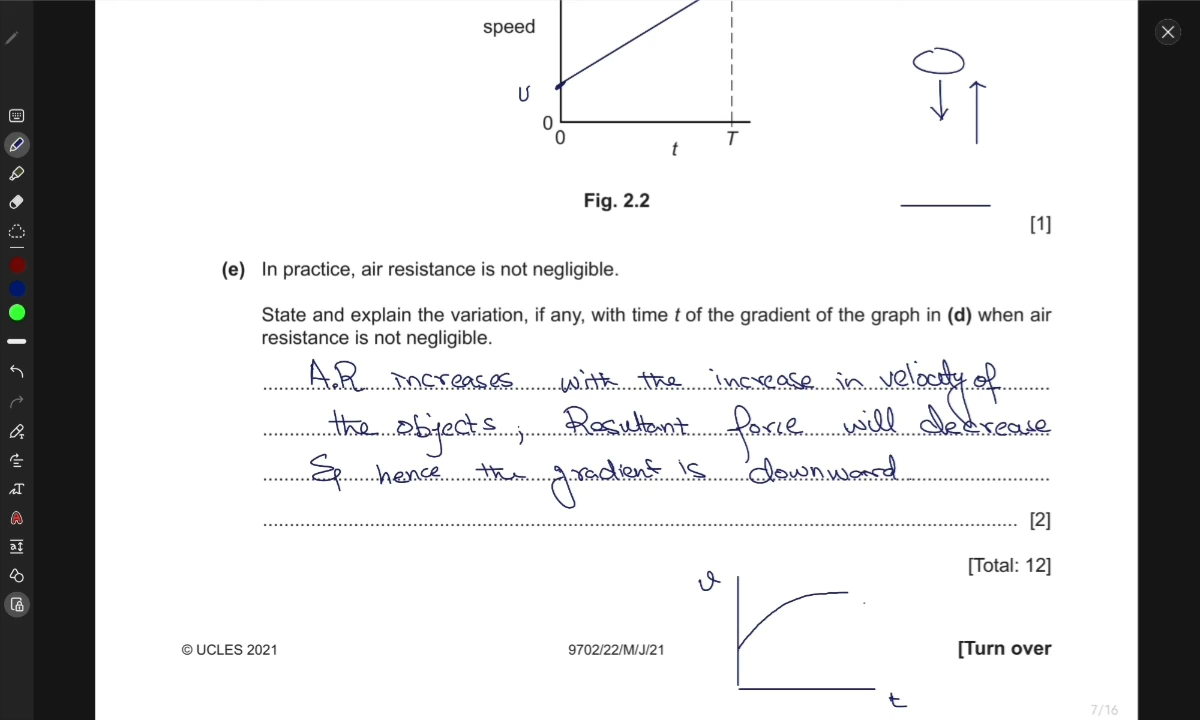 speed
U
0
0
t
T
Fig. 2.2
[1]
(e) In practice, air resistance is not negligible.
State and explain the variation, if any, with time t of the gradient of the graph in (d) when air
resistance is not negligible.
A.R increases with the increase in velocity of
the objects, Resultant force will decrease
& hence the gradient is downward
[2]
[Total: 12]
v
© UCLES 2021
9702/22/M/J/21
[Turn over
t
7/16